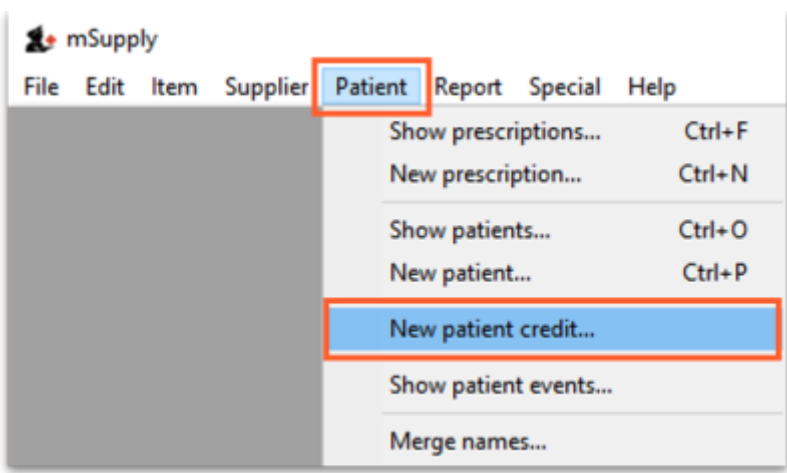 mSupply
File Edit Item Supplier Patient Report Special Help
Show prescriptions... Ctrl+F
New prescription... Ctrl+N
Show patients... Ctrl+O
New patient... Ctrl+P
New patient credit...
Show patient events...
Merge names...